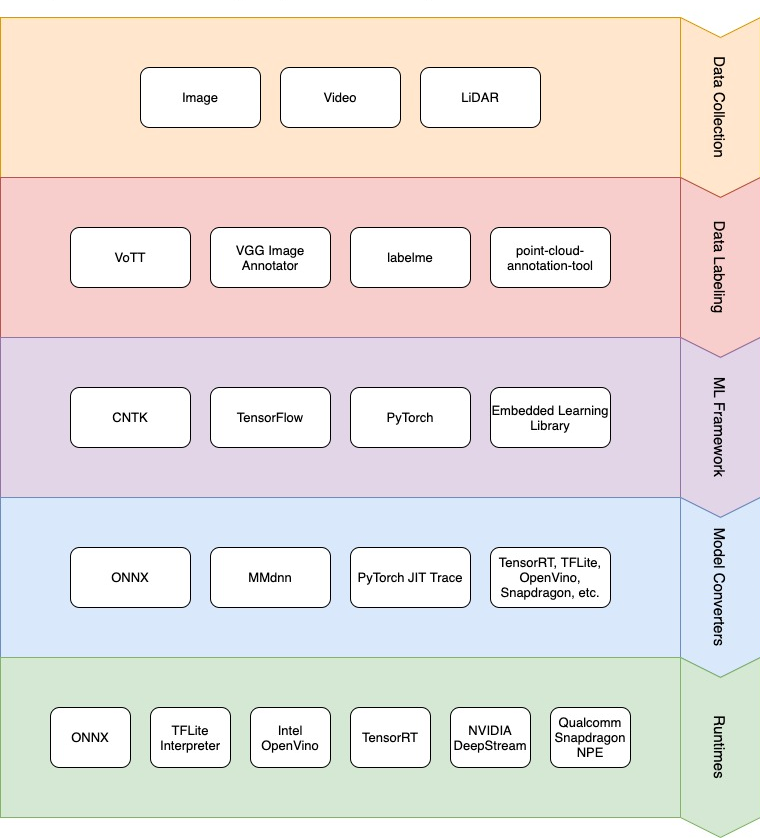 Image
Video
LiDAR
Data Collection
VoTT
VGG Image
Annotator
labelme
point-cloud-
annotation-tool
Data Labeling
CNTK
TensorFlow
PyTorch
Embedded Learning
Library
ML Framework
ONNX
MMdnn
PyTorch JIT Trace
TensorRT, TFLite,
OpenVino,
Snapdragon, etc.
Model Converters
ONNX
TFLite
Interpreter
Intel
OpenVino
TensorRT
NVIDIA
DeepStream
Qualcomm
Snapdragon
NPE
Runtimes